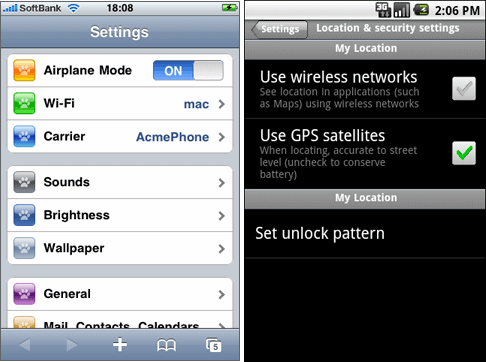 SoftBank 18:08
Settings
Airplane Mode ON
Wi-Fi mac
Carrier AcmePhone
Sounds
Brightness
Wallpaper
General
Mail, Contacts, Calendars
5
3G 2:06 PM
Settings Location & security settings
My Location
Use wireless networks
See location in applications (such
as Maps) using wireless networks
Use GPS satellites
When locating, accurate to street
level (uncheck to conserve
battery)
My Location
Set unlock pattern